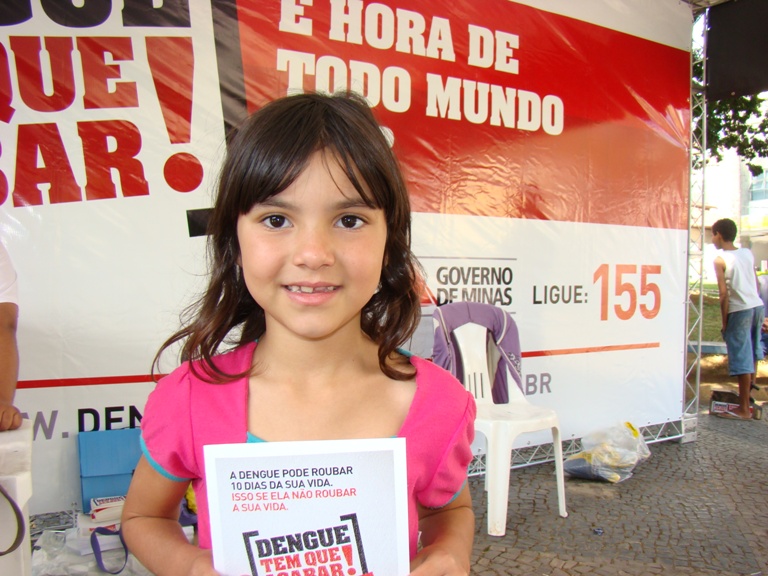 É HORA DE
TODO MUNDO
QUE
BAR!
GOVERNO
DE MINAS
LIGUE: 155
W.DEN
BR
A DENGUE PODE ROUBAR
10 DIAS DA SUA VIDA.
ISSO SE ELA NÃO ROUBAR
A SUA VIDA.
DENGUE
TEM QUE
ACABAR!